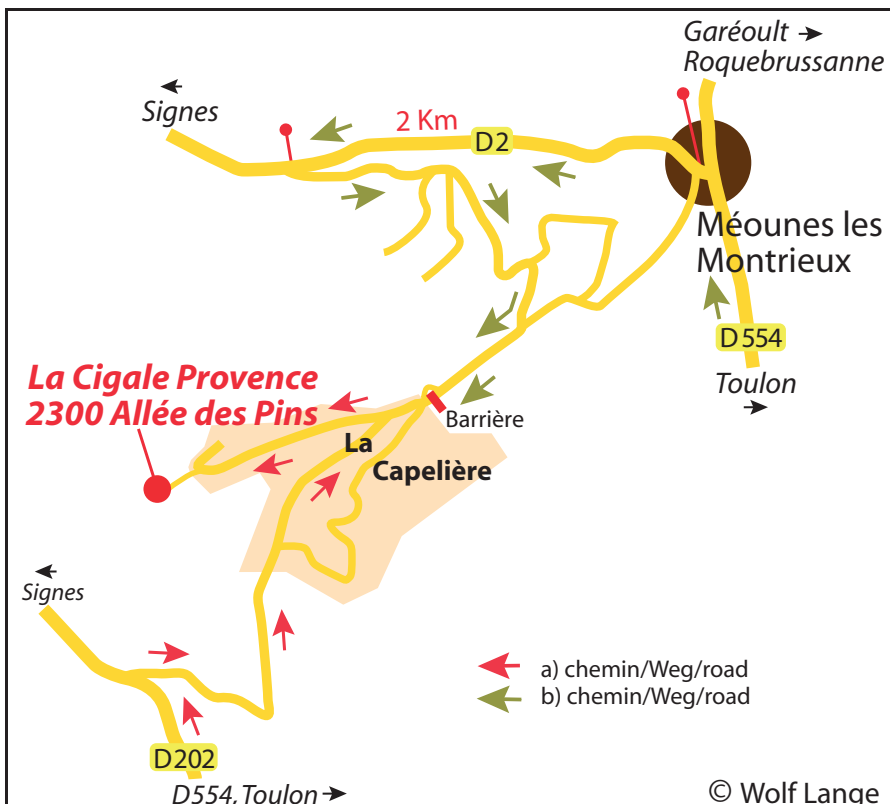 Garéoult
Roquebrussanne
Signes
2 Km
D2
Méounes les
Montrieux
D 554
Toulon
La Cigale Provence
2300 Allée des Pins
Barrière
La
Capelière
Signes
a) chemin/Weg/road
b) chemin/Weg/road
D202
D554, Toulon
© Wolf Lange